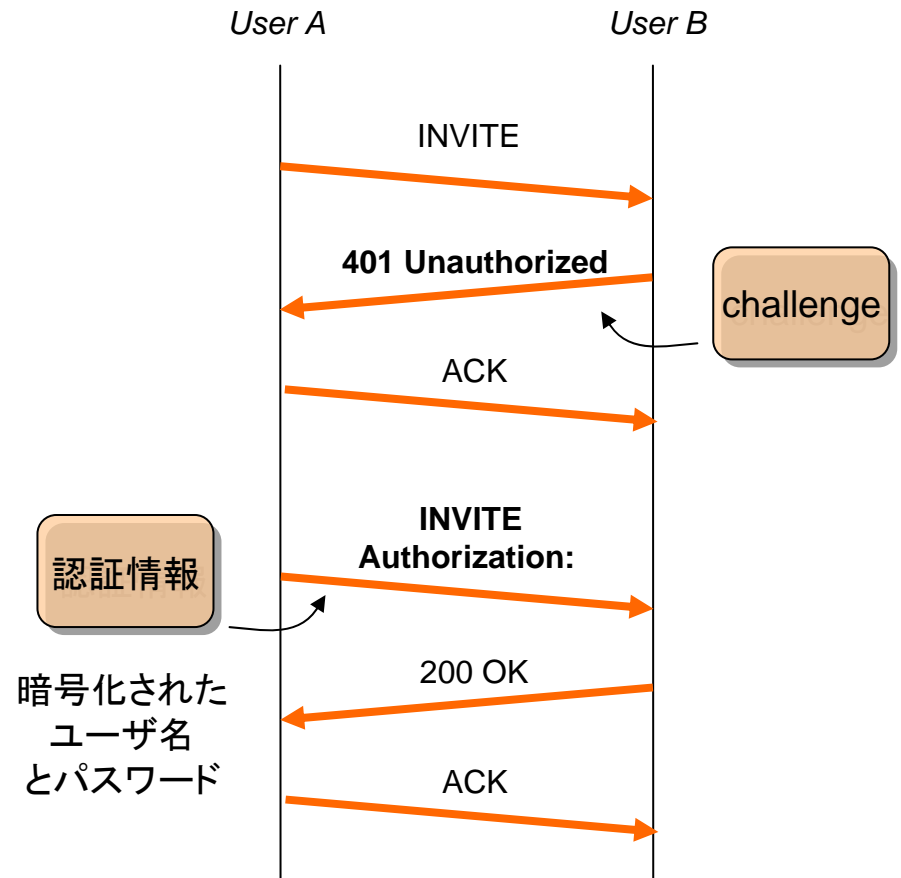 User A
User B
INVITE
401 Unauthorized
challenge
ACK
INVITE
Authorization:
認証情報
暗号化された
ユーザ名
とパスワード
200 OK
ACK